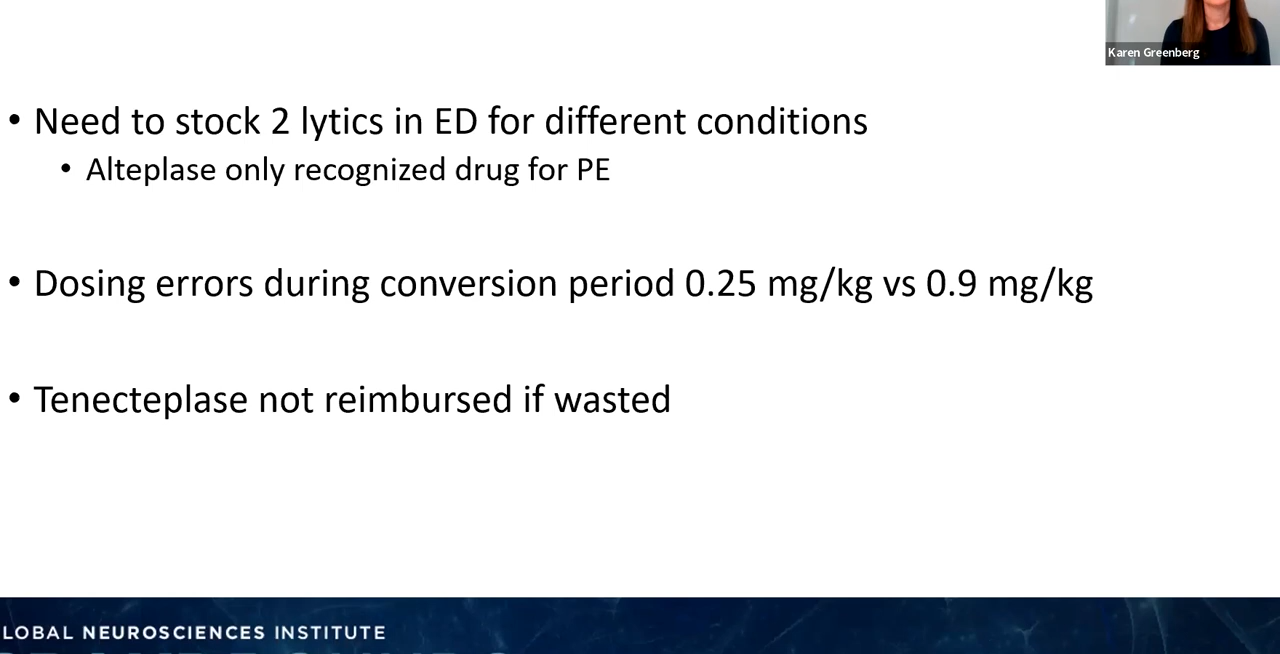 Karen Greenberg
• Need to stock 2 lytics in ED for different conditions
• Alteplase only recognized drug for PE
• Dosing errors during conversion period 0.25 mg/kg vs 0.9 mg/kg
• Tenecteplase not reimbursed if wasted
LOBAL NEUROSCIENCES INSTITUTE